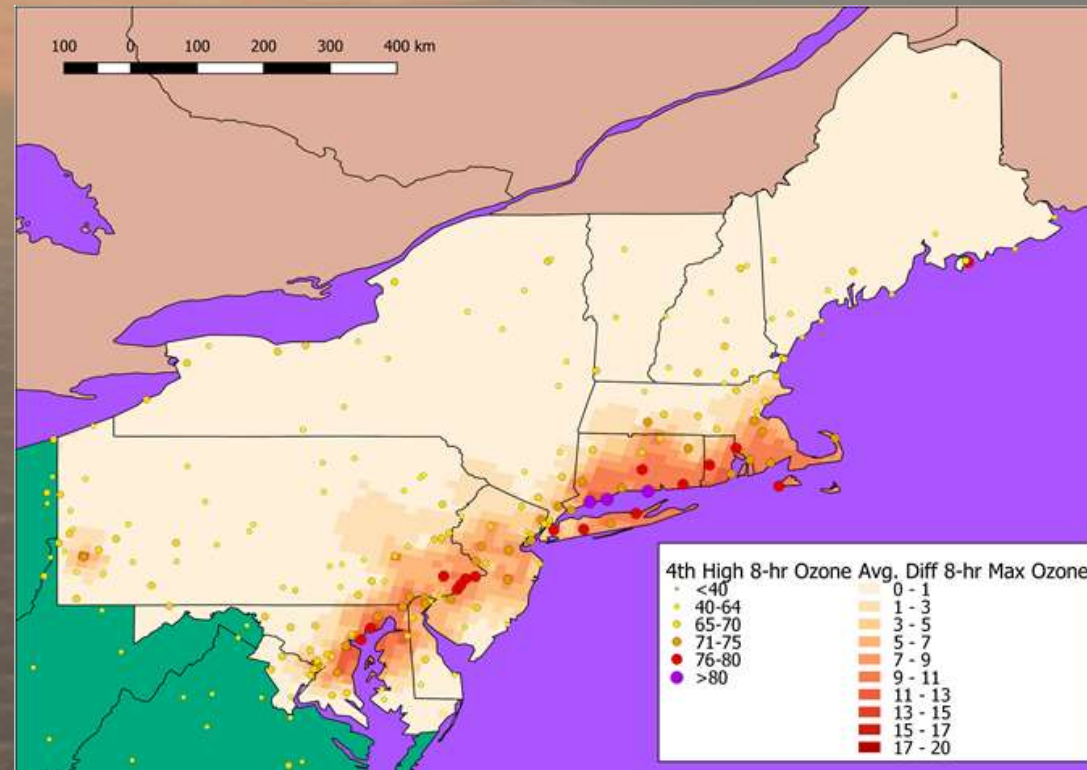 100 0 100 200 300 400 km
4th High 8-hr Ozone Avg. Diff 8-hr Max Ozone
<40 0 - 1
40-64 1 - 3
65-70 3 - 5
71-75 5 - 7
76-80 7 - 9
>80 9 - 11
11 - 13
13 - 15
15 - 17
17 - 20